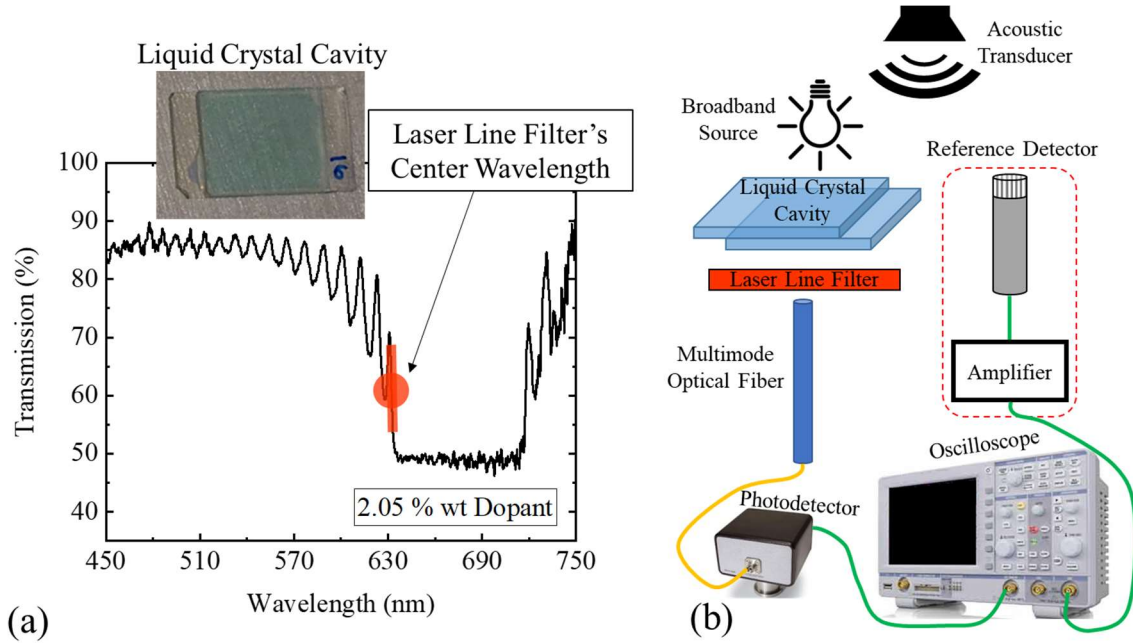 Liquid Crystal Cavity
16
Laser Line Filter's
Center Wavelength
100
90
80
70
60
50
40
Transmission (%)
2.05 % wt Dopant
450
510
570
630
690
750
Wavelength (nm)
(a)
Acoustic
Transducer
Broadband
Source
Reference Detector
Liquid Crystal
Cavity
Laser Line Filter
Multimode
Optical Fiber
Amplifier
Oscilloscope
Photodetector
(b)